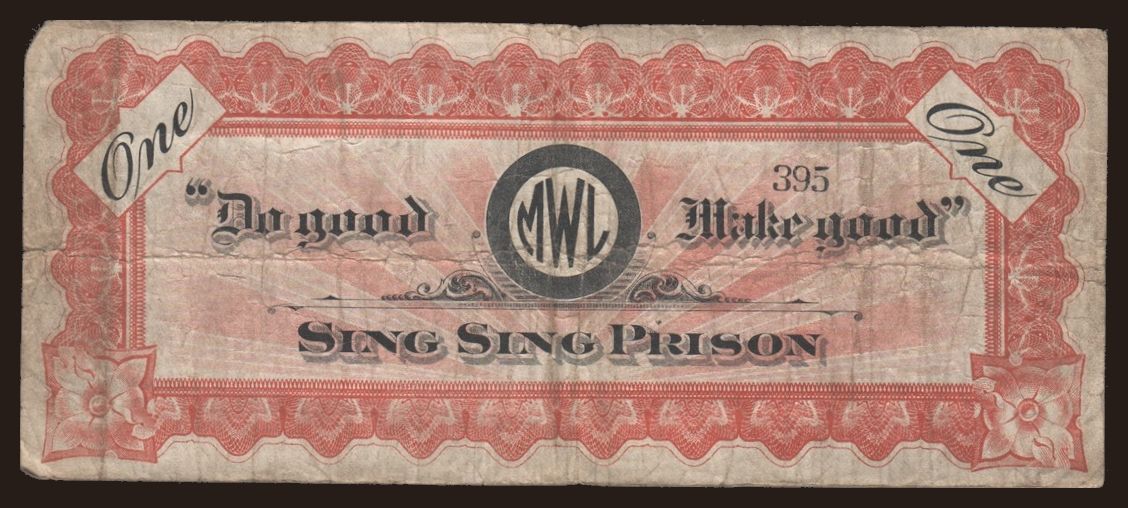 One
One
395
“Do good
MWL
Make good”
SING SING PRISON